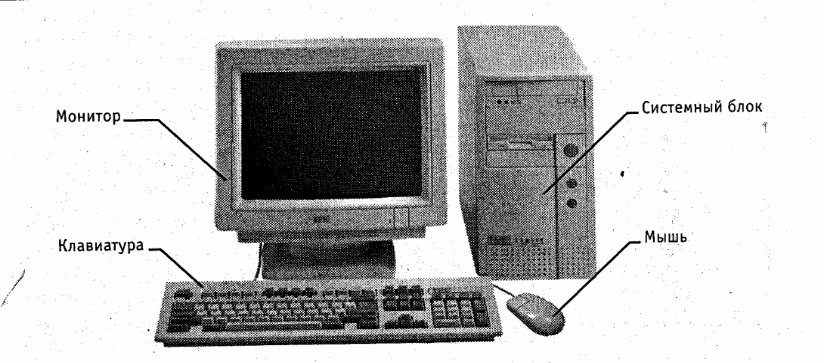 Монитор
Системный блок
Клавиатура
Мышь